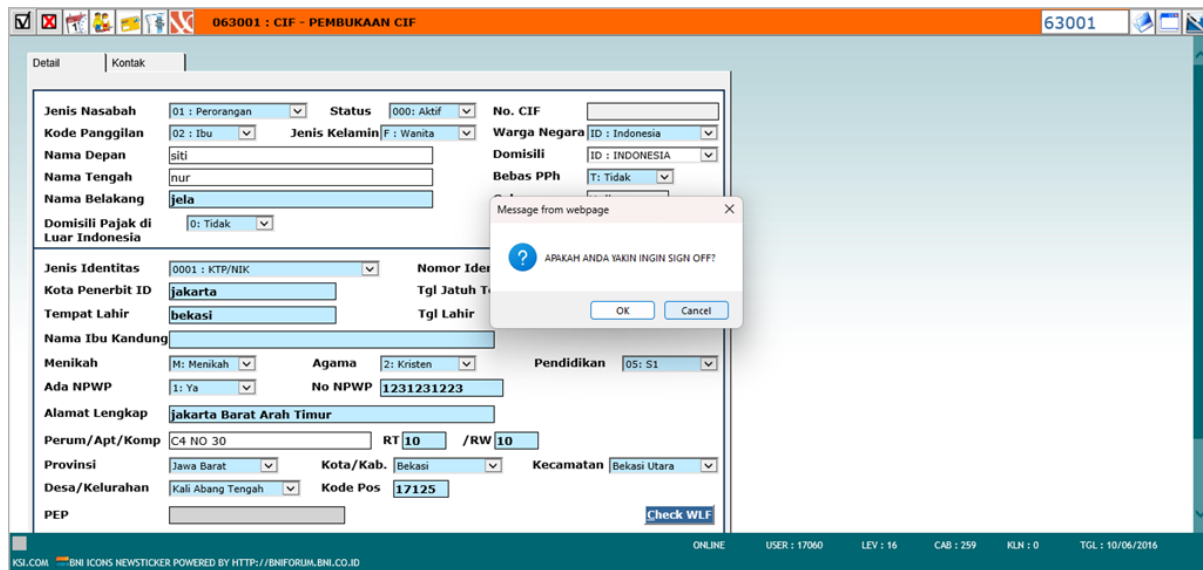 063001 : CIF - PEMBUKAAN CIF 63001
Detail Kontak
Jenis Nasabah 01 : Perorangan Status 000: Aktif No. CIF
Kode Panggilan 02 : Ibu Jenis Kelamin F : Wanita Warga Negara ID : Indonesia
Nama Depan siti Domisili ID : INDONESIA
Nama Tengah nur Bebas PPh T: Tidak
Nama Belakang jela
Message from webpage
Domisili Pajak di Luar Indonesia 0: Tidak
APAKAH ANDA YAKIN INGIN SIGN OFF?
OK Cancel
Jenis Identitas 0001 : KTP/NIK Nomor Iden
Kota Penerbit ID jakarta Tgl Jatuh T
Tempat Lahir bekasi Tgl Lahir
Nama Ibu Kandung
Menikah M: Menikah Agama 2: Kristen Pendidikan 05: S1
Ada NPWP 1: Ya No NPWP 1231231223
Alamat Lengkap jakarta Barat Arah Timur
Perum/Apt/Komp C4 NO 30 RT 10 /RW 10
Provinsi Jawa Barat Kota/Kab. Bekasi Kecamatan Bekasi Utara
Desa/Kelurahan Kali Abang Tengah Kode Pos 17125
PEP Check WLF
ONLINE USER : 17060 LEV : 16 CAB : 259 KLN : 0 TGL : 10/06/2016
KSI.COM BNI ICONS NEWSTICKER POWERED BY HTTP://BNIFORUM.BNI.CO.ID